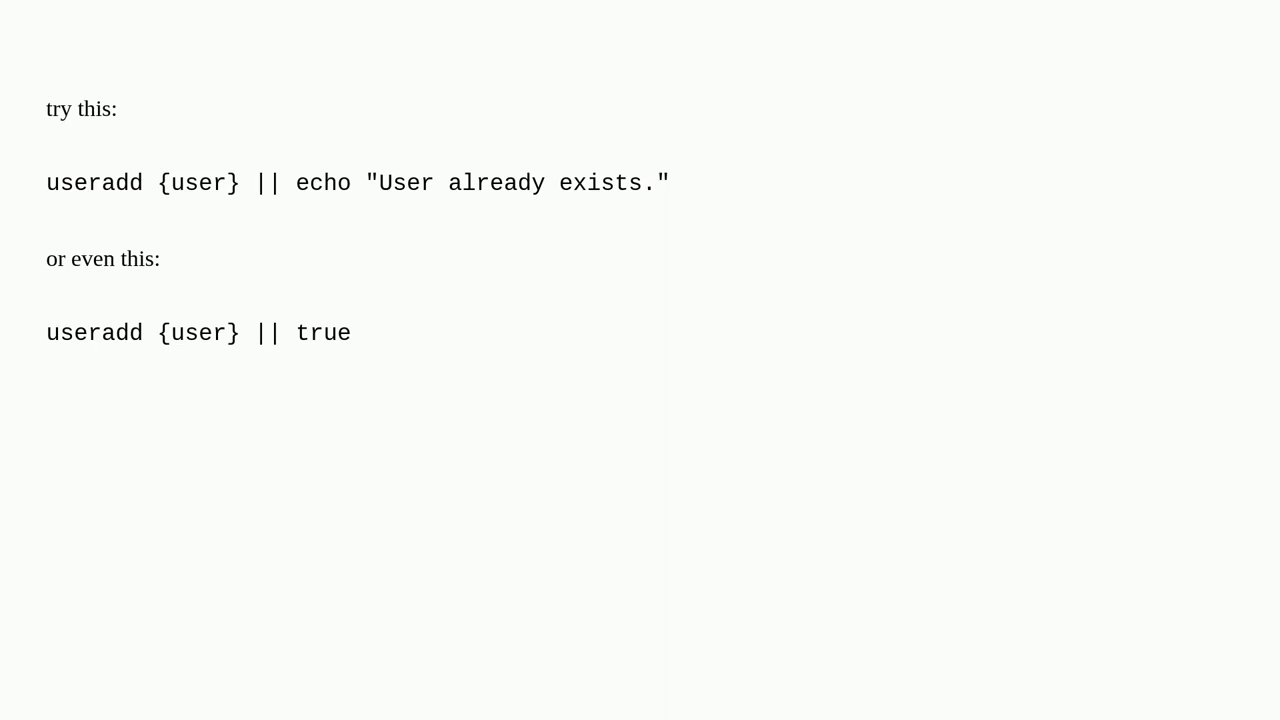 try this:
useradd {user} || echo "User already exists."
or even this:
useradd {user} || true